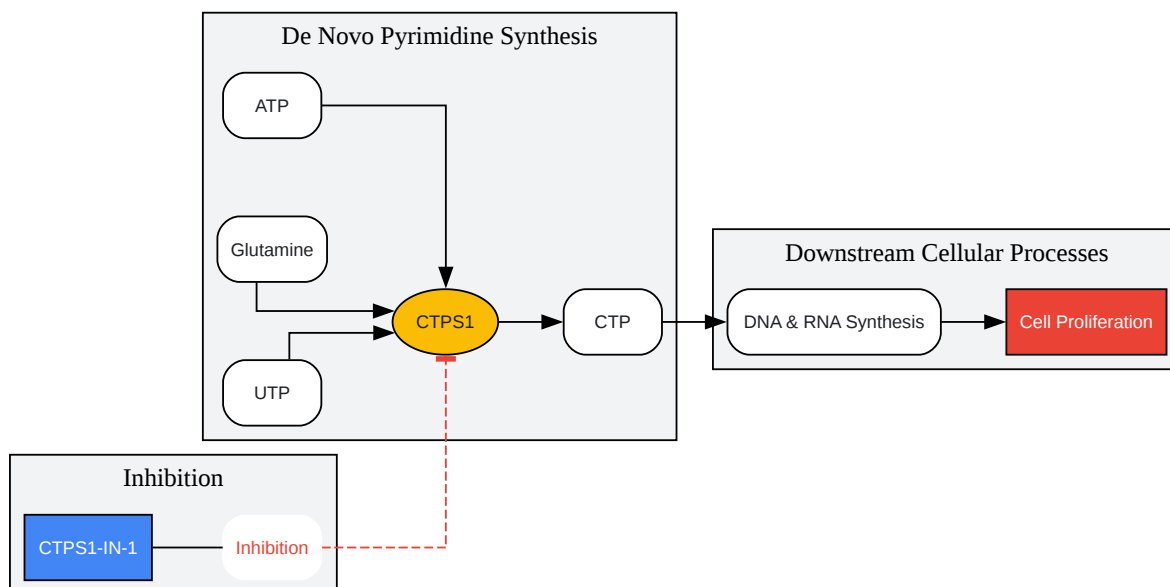 De Novo Pyrimidine Synthesis
ATP
Glutamine
UTP
CTPS1
CTP
Downstream Cellular Processes
DNA & RNA Synthesis
Cell Proliferation
Inhibition
CTPS1-IN-1
Inhibition